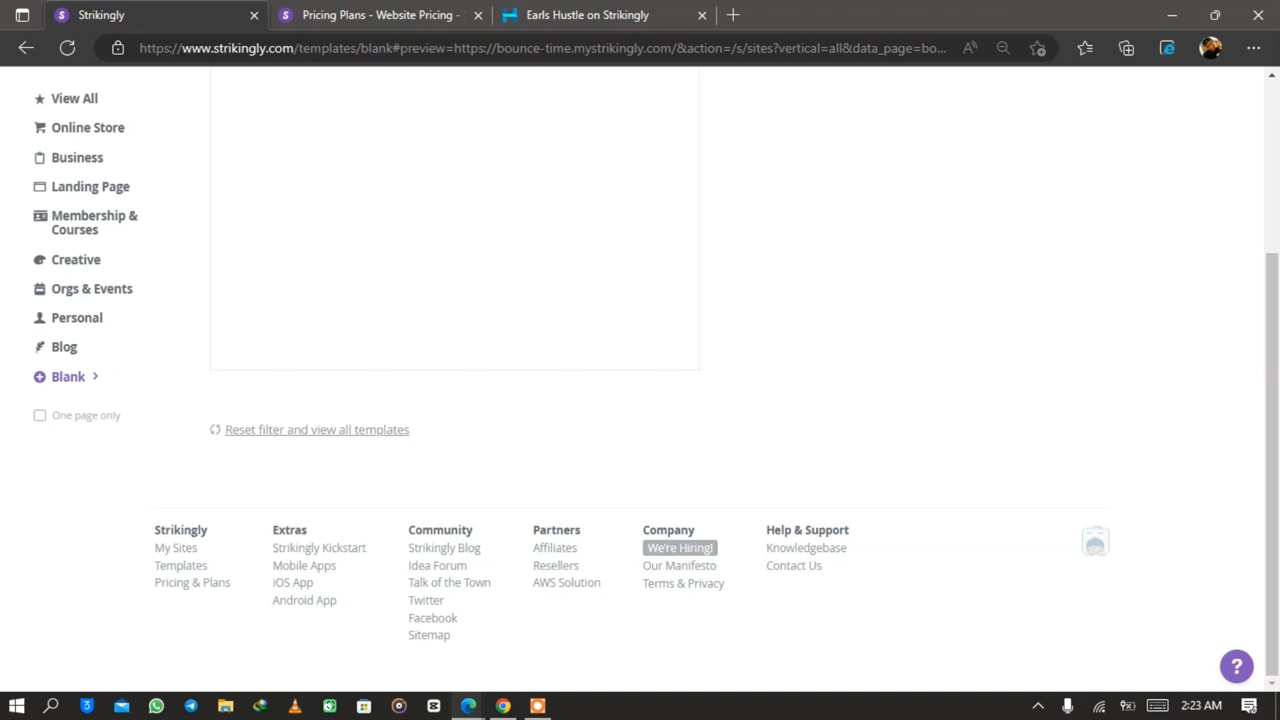 Strikingly
Pricing Plans - Website Pricing -
Earls Hustle on Strikingly
https://www.strikingly.com/templates/blank#preview=https://bounce-time.mystrikingly.com/&action=/s/sites?vertical=all&data_page=bo...
View All
Online Store
Business
Landing Page
Membership &
Courses
Creative
Orgs & Events
Personal
Blog
Blank
One page only
Reset filter and view all templates
Strikingly
My Sites
Templates
Pricing & Plans
Extras
Strikingly Kickstart
Mobile Apps
iOS App
Android App
Community
Strikingly Blog
Idea Forum
Talk of the Town
Twitter
Facebook
Sitemap
Partners
Affiliates
Resellers
AWS Solution
Company
We're Hiring!
Our Manifesto
Terms & Privacy
Help & Support
Knowledgebase
Contact Us
?
2:23 AM